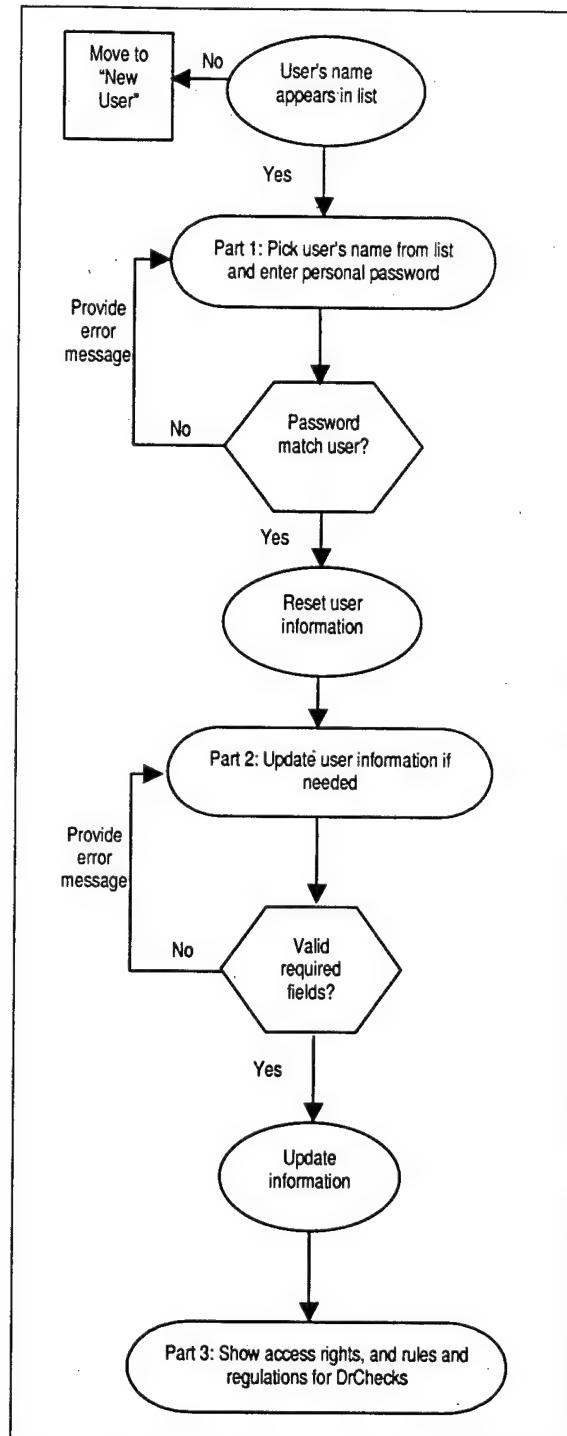 Move to
"New
User"
No
User's name
appears in list
Yes
Part 1: Pick user's name from list
and enter personal password
Provide
error
message
No
Password
match user?
Yes
Reset user
information
Part 2: Update user information if
needed
Provide
error
message
No
Valid
required
fields?
Yes
Update
information
Part 3: Show access rights, and rules and
regulations for DrChecks